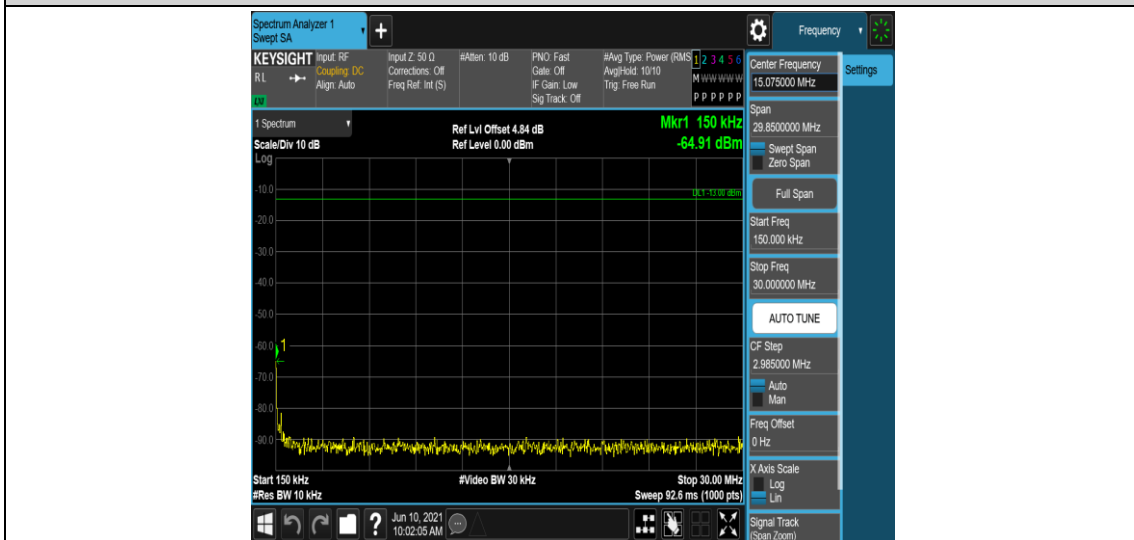 Spectrum Analyzer 1
Swept SA
+
Frequency
KEYSIGHT
RL
LXI
Input: RF
Coupling: DC
Align: Auto
Input Z: 50 Ω
Corrections: Off
Freq Ref: Int (S)
#Atten: 10 dB
PNO: Fast
Gate: Off
IF Gain: Low
Sig Track: Off
#Avg Type: Power (RMS
Avg|Hold: 10/10
Trig: Free Run
1 2 3 4 5 6
M W W W W W
P P P P P P
1 Spectrum
Scale/Div 10 dB
Ref Lvl Offset 4.84 dB
Ref Level 0.00 dBm
Mkr1 150 kHz
-64.91 dBm
Log
DL1 -13.00 dBm
-10.0
-20.0
-30.0
-40.0
-50.0
-60.0
-70.0
-80.0
-90.0
1
Start 150 kHz
#Res BW 10 kHz
#Video BW 30 kHz
Stop 30.00 MHz
Sweep 92.6 ms (1000 pts)
?
Jun 10, 2021
10:02:05 AM
Center Frequency
15.075000 MHz
Settings
Span
29.8500000 MHz
Swept Span
Zero Span
Full Span
Start Freq
150.000 kHz
Stop Freq
30.000000 MHz
AUTO TUNE
CF Step
2.985000 MHz
Auto
Man
Freq Offset
0 Hz
X Axis Scale
Log
Lin
Signal Track
(Span Zoom)